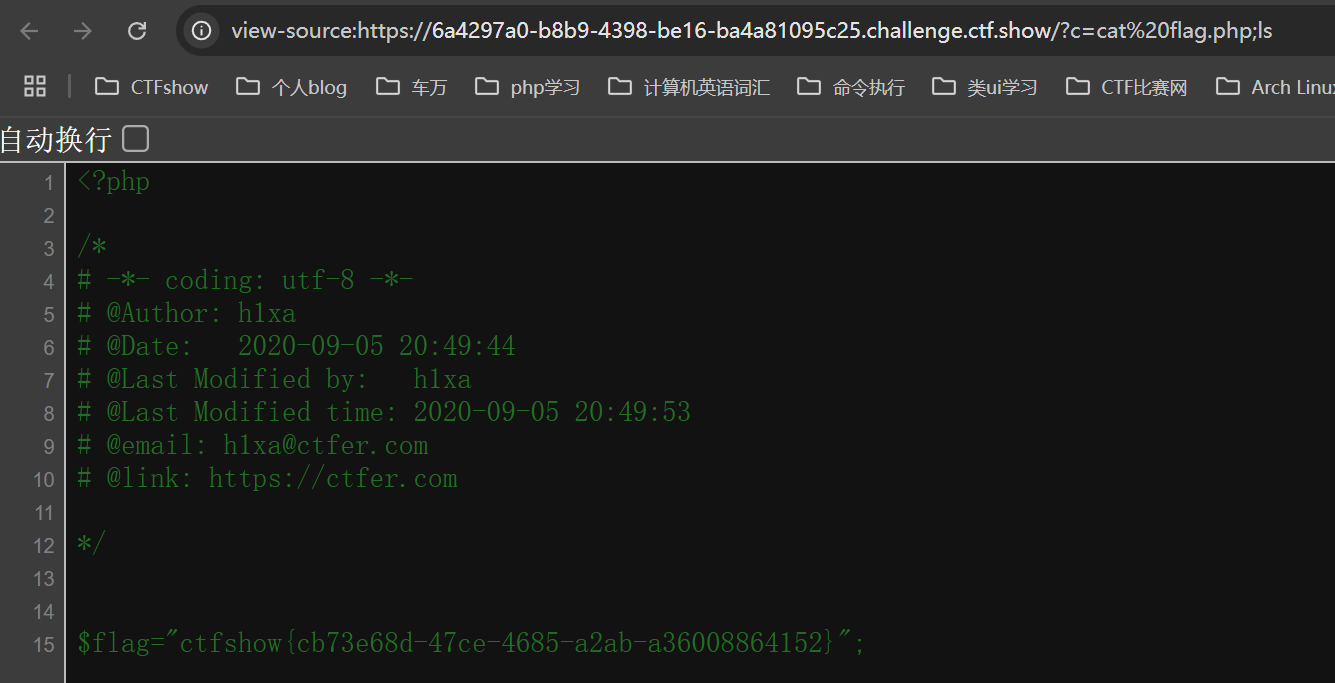 view-source:https://6a4297a0-b8b9-4398-be16-ba4a81095c25.challenge.ctf.show/?c=cat%20flag.php;ls
CTFshow 个人blog 车万 php学习 计算机英语词汇 命令执行 类ui学习 CTF比赛网 Arch Linux
自动换行
1 <?php
2
3 /*
4 # -*- coding: utf-8 -*-
5 # @Author: h1xa
6 # @Date:   2020-09-05 20:49:44
7 # @Last Modified by:   h1xa
8 # @Last Modified time: 2020-09-05 20:49:53
9 # @email: h1xa@ctfer.com
10 # @link: https://ctfer.com
11
12 */
13
14
15 $flag="ctfshow{cb73e68d-47ce-4685-a2ab-a36008864152}";